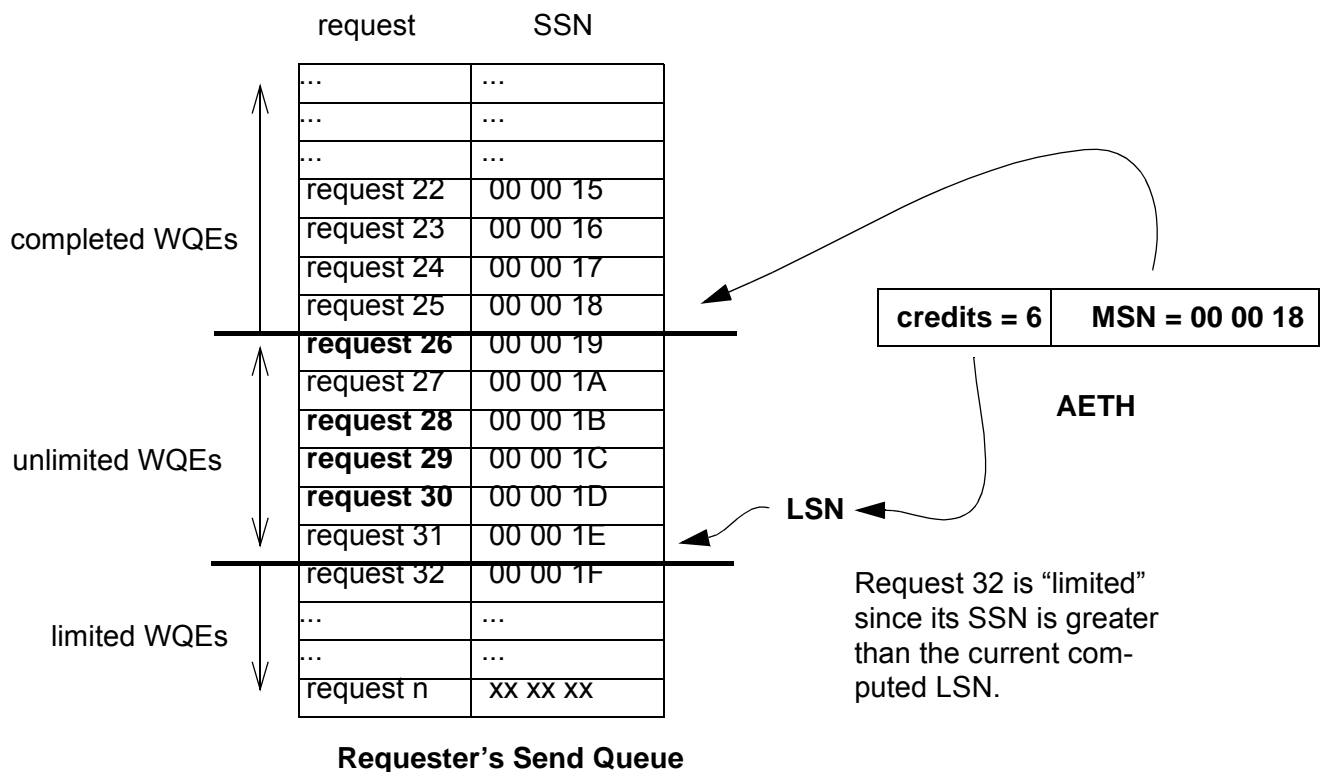 request SSN
... ...
... ...
... ...
request 22 00 00 15
request 23 00 00 16
request 24 00 00 17
request 25 00 00 18
request 26 00 00 19
request 27 00 00 1A
request 28 00 00 1B
request 29 00 00 1C
request 30 00 00 1D
request 31 00 00 1E
request 32 00 00 1F
... ...
... ...
request n xx xx xx
Requester’s Send Queue
completed WQEs
unlimited WQEs
limited WQEs
credits = 6 MSN = 00 00 18
AETH
LSN
Request 32 is “limited”
since its SSN is greater
than the current com-
puted LSN.